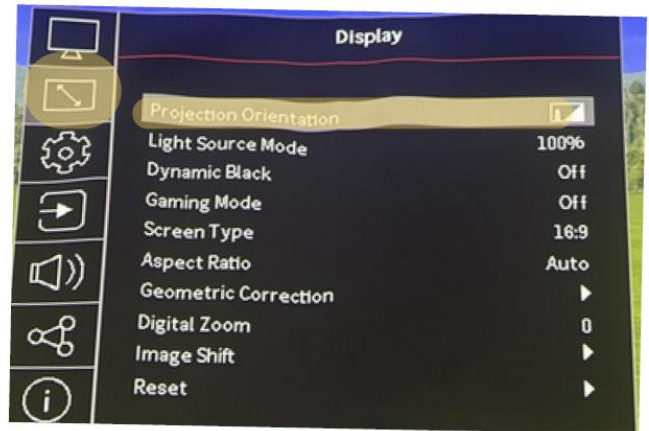 Display
Projection Orientation
Light Source Mode 100%
Dynamic Black Off
Gaming Mode Off
Screen Type 16:9
Aspect Ratio Auto
Geometric Correction
Digital Zoom 0
Image Shift
Reset